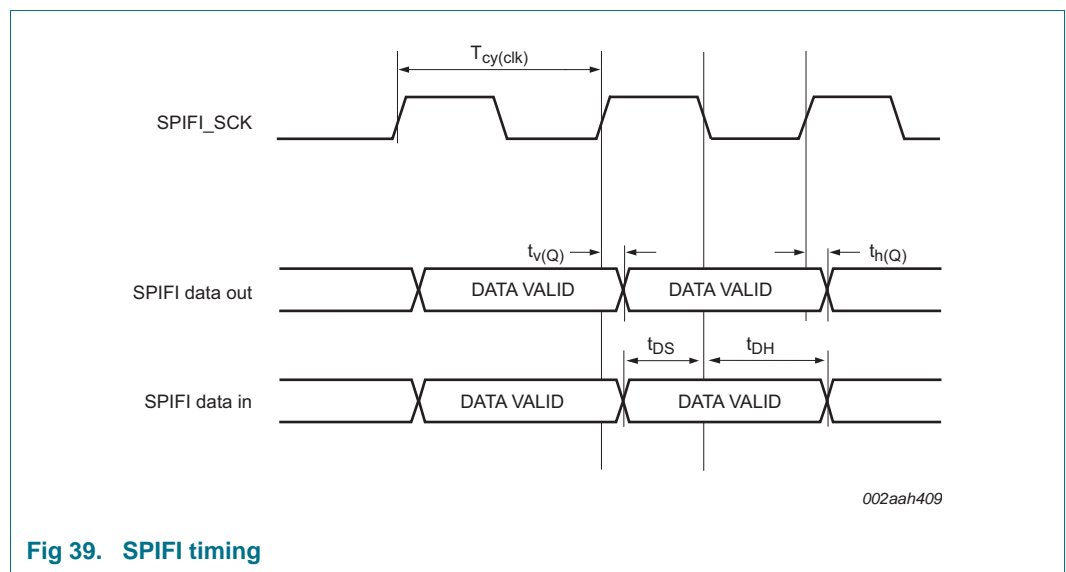 Tcy(clk)
SPIFI_SCK
tv(Q)
th(Q)
SPIFI data out
DATA VALID
DATA VALID
tDS
tDH
SPIFI data in
DATA VALID
DATA VALID
002aah409
Fig 39. SPIFI timing